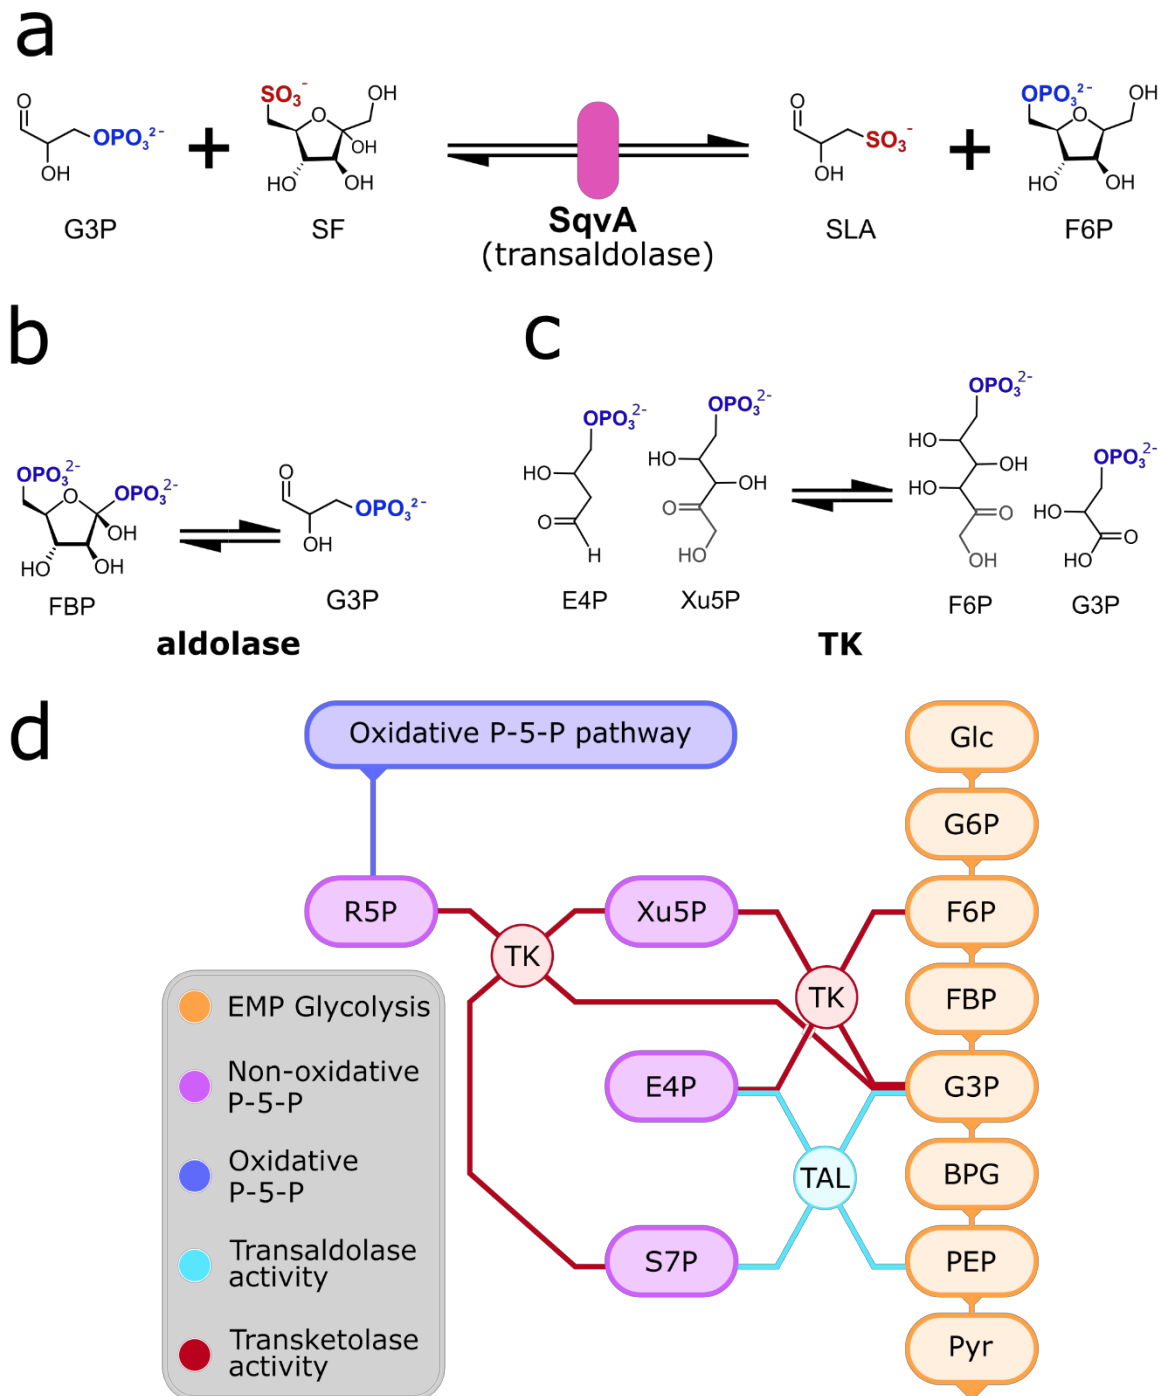 a
O
OH
OPO₃²⁻
+
SO₃⁻
O
OH
OH
HO
OH
SqvA
(transaldolase)
O
OH
SO₃⁻
+
OPO₃²⁻
O
OH
HO
OH
G3P
SF
SLA
F6P
b
OPO₃²⁻
O
OPO₃²⁻
OH
HO
OH
FBP
O
OH
OPO₃²⁻
G3P
aldolase
c
OPO₃²⁻
HO
O
H
E4P
OPO₃²⁻
HO
OH
O
HO
Xu5P
OPO₃²⁻
HO
OH
HO
O
OH
F6P
OPO₃²⁻
HO
O
HO
G3P
TK
d
Oxidative P-5-P pathway
Glc
G6P
R5P
Xu5P
F6P
TK
TK
FBP
E4P
G3P
TAL
BPG
S7P
PEP
Pyr
EMP Glycolysis
Non-oxidative
P-5-P
Oxidative
P-5-P
Transaldolase
activity
Transketolase
activity